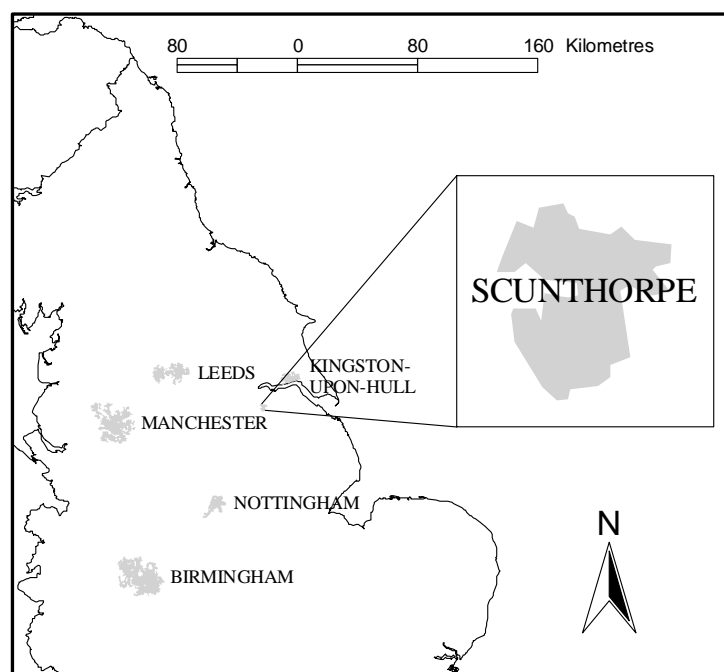 80 0 80 160 Kilometres
SCUNTHORPE
LEEDS
KINGSTON-
UPON-HULL
MANCHESTER
NOTTINGHAM
N
BIRMINGHAM